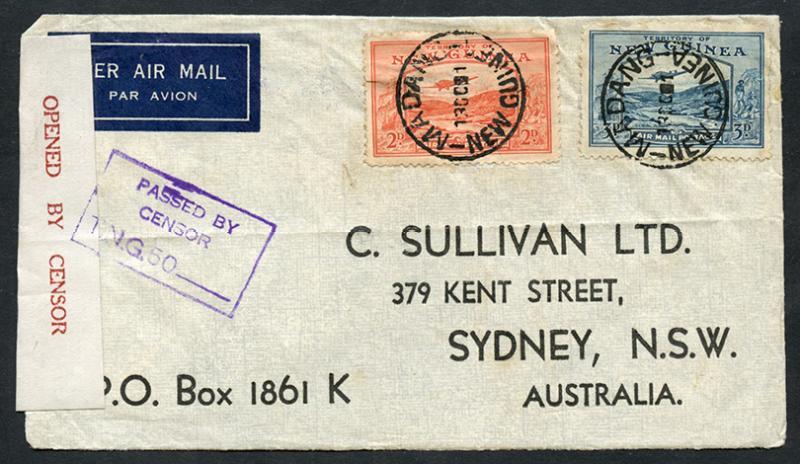 ER AIR MAIL
PAR AVION
OPENED BY CENSOR
PASSED BY
CENSOR
T.N.G.50
TERRITORY OF
NEW GUINEA
2D 2D
MADANG
NEW GUINEA
TERRITORY OF
NEW GUINEA
AIR MAIL POSTAGE
3D
MADANG
NEW GUINEA
C. SULLIVAN LTD.
379 KENT STREET,
SYDNEY, N.S.W.
AUSTRALIA.
P.O. Box 1861 K